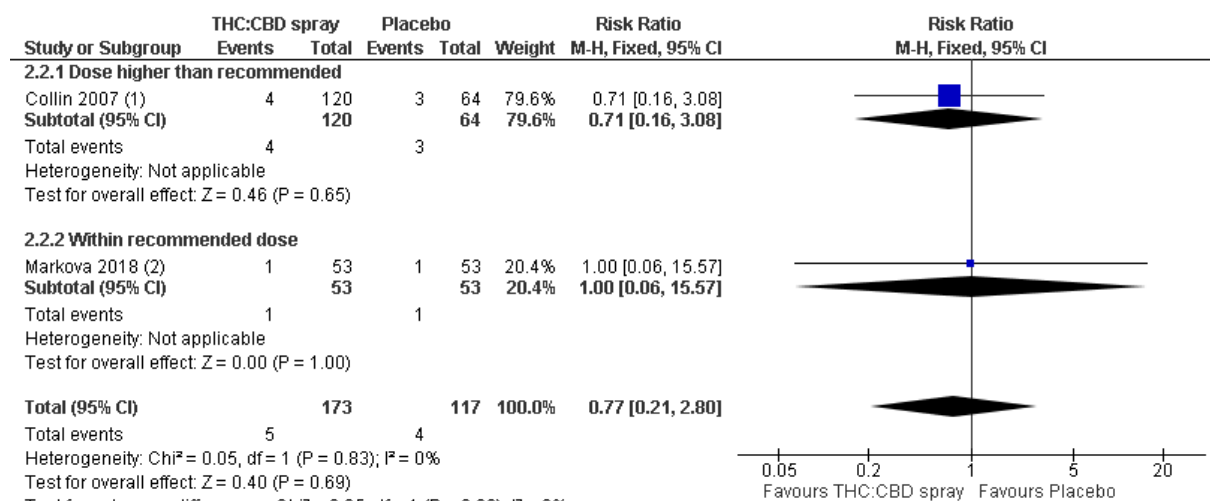 THC:CBD spray Placebo Risk Ratio Risk Ratio
Study or Subgroup Events Total Events Total Weight M-H, Fixed, 95% CI M-H, Fixed, 95% CI
2.2.1 Dose higher than recommended
Collin 2007 (1) 4 120 3 64 79.6% 0.71 [0.16, 3.08]
Subtotal (95% CI) 120 64 79.6% 0.71 [0.16, 3.08]
Total events 4 3
Heterogeneity: Not applicable
Test for overall effect: Z = 0.46 (P = 0.65)
2.2.2 Within recommended dose
Markova 2018 (2) 1 53 1 53 20.4% 1.00 [0.06, 15.57]
Subtotal (95% CI) 53 53 20.4% 1.00 [0.06, 15.57]
Total events 1 1
Heterogeneity: Not applicable
Test for overall effect: Z = 0.00 (P = 1.00)
Total (95% CI) 173 117 100.0% 0.77 [0.21, 2.80]
Total events 5 4
Heterogeneity: Chi² = 0.05, df = 1 (P = 0.83); I² = 0%
Test for overall effect: Z = 0.40 (P = 0.69)
0.05 0.2 1 5 20
Favours THC:CBD spray Favours Placebo